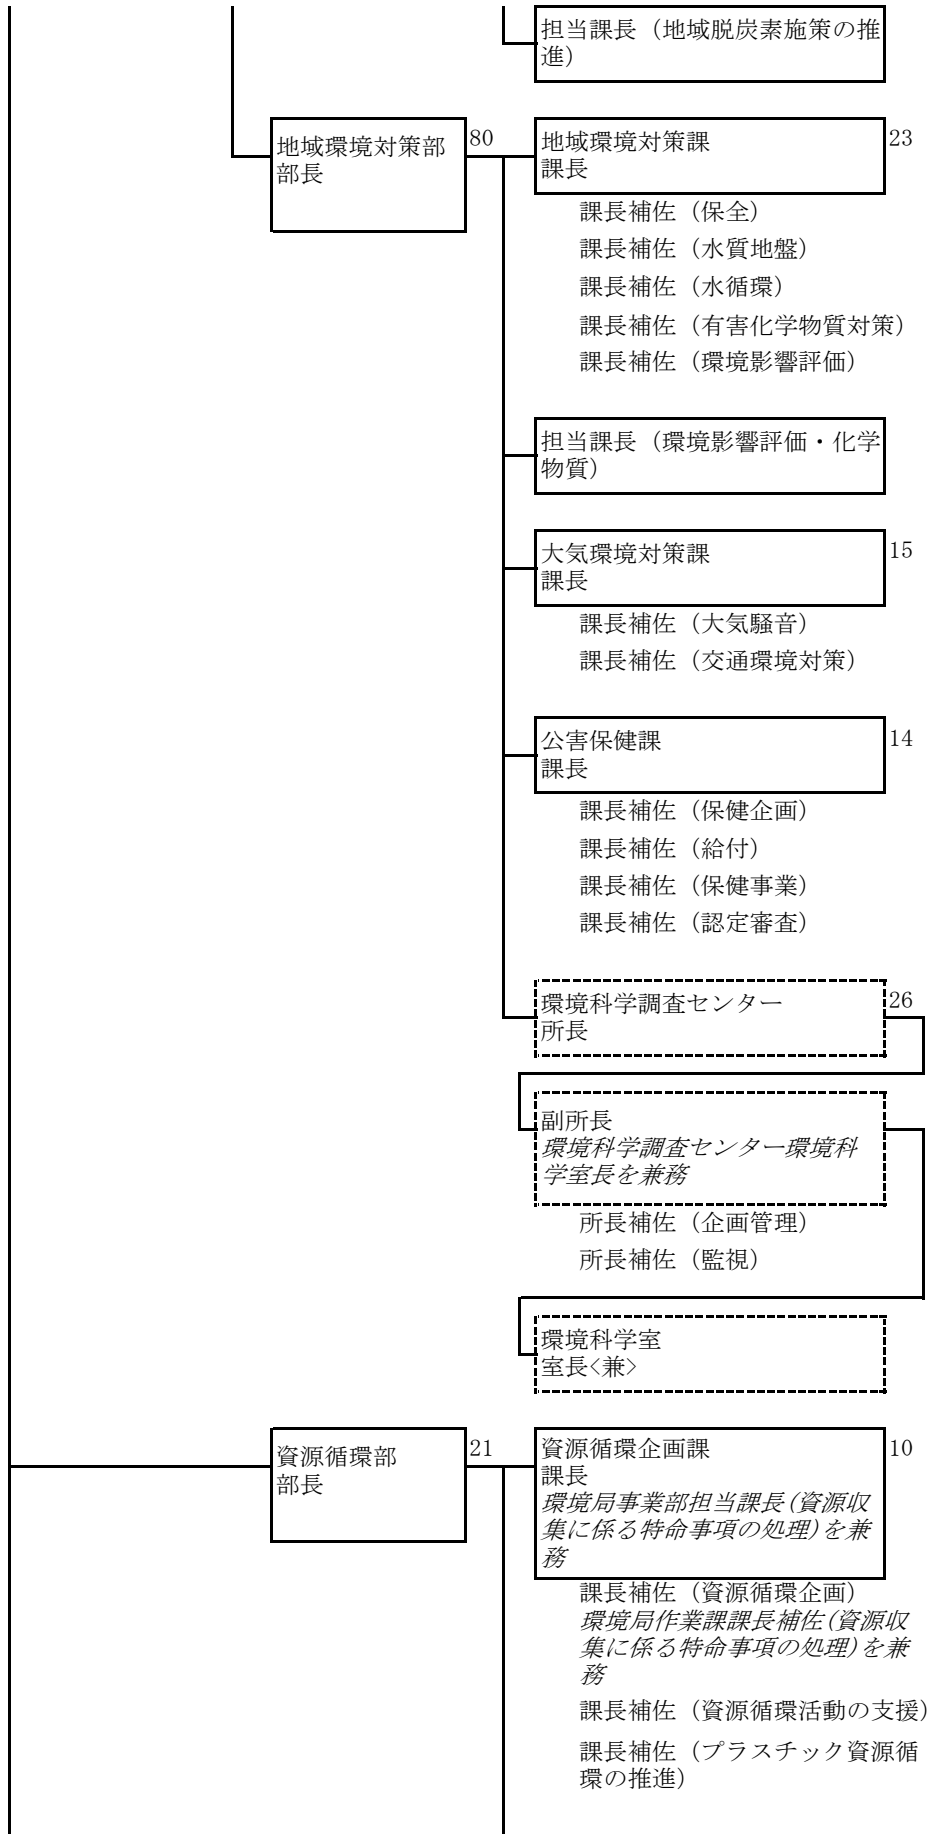 担当課長（地域脱炭素施策の推
進）
地域環境対策部
部長
80
地域環境対策課
課長
23
課長補佐（保全）
課長補佐（水質地盤）
課長補佐（水循環）
課長補佐（有害化学物質対策）
課長補佐（環境影響評価）
担当課長（環境影響評価・化学
物質）
大気環境対策課
課長
15
課長補佐（大気騒音）
課長補佐（交通環境対策）
公害保健課
課長
14
課長補佐（保健企画）
課長補佐（給付）
課長補佐（保健事業）
課長補佐（認定審査）
環境科学調査センター
所長
26
副所長
環境科学調査センター環境科
学室長を兼務
所長補佐（企画管理）
所長補佐（監視）
環境科学室
室長<兼>
資源循環部
部長
21
資源循環企画課
課長
環境局事業部担当課長(資源収
集に係る特命事項の処理)を兼
務
10
課長補佐（資源循環企画）
環境局作業課課長補佐(資源収
集に係る特命事項の処理)を兼
務
課長補佐（資源循環活動の支援）
課長補佐（プラスチック資源循
環の推進）